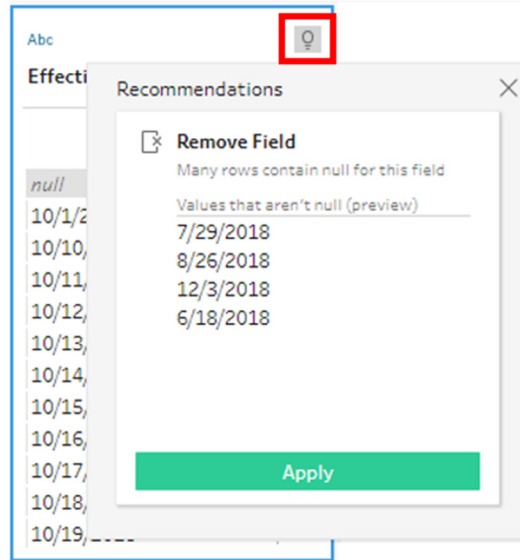 Abc
Effecti
Recommendations
Remove Field
Many rows contain null for this field
Values that aren't null (preview)
7/29/2018
8/26/2018
12/3/2018
6/18/2018
Apply
null
10/1/2
10/10,
10/11,
10/12,
10/13,
10/14,
10/15,
10/16,
10/17,
10/18,
10/19/